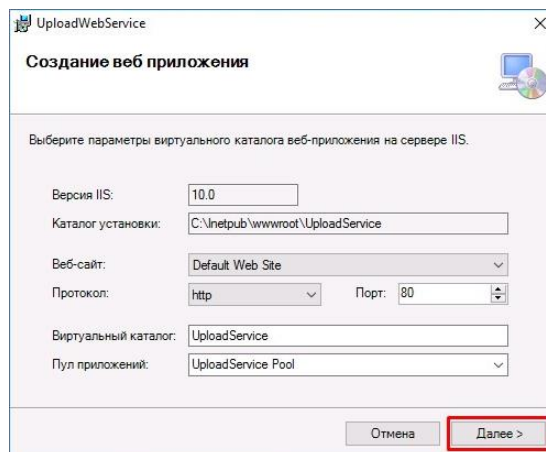 UploadWebService
Создание веб приложения
Выберите параметры виртуального каталога веб-приложения на сервере IIS.
Версия IIS: 10.0
Каталог установки: C:\Inetpub\wwwroot\UploadService
Веб-сайт: Default Web Site
Протокол: http Порт: 80
Виртуальный каталог: UploadService
Пул приложений: UploadService Pool
Отмена Далее >